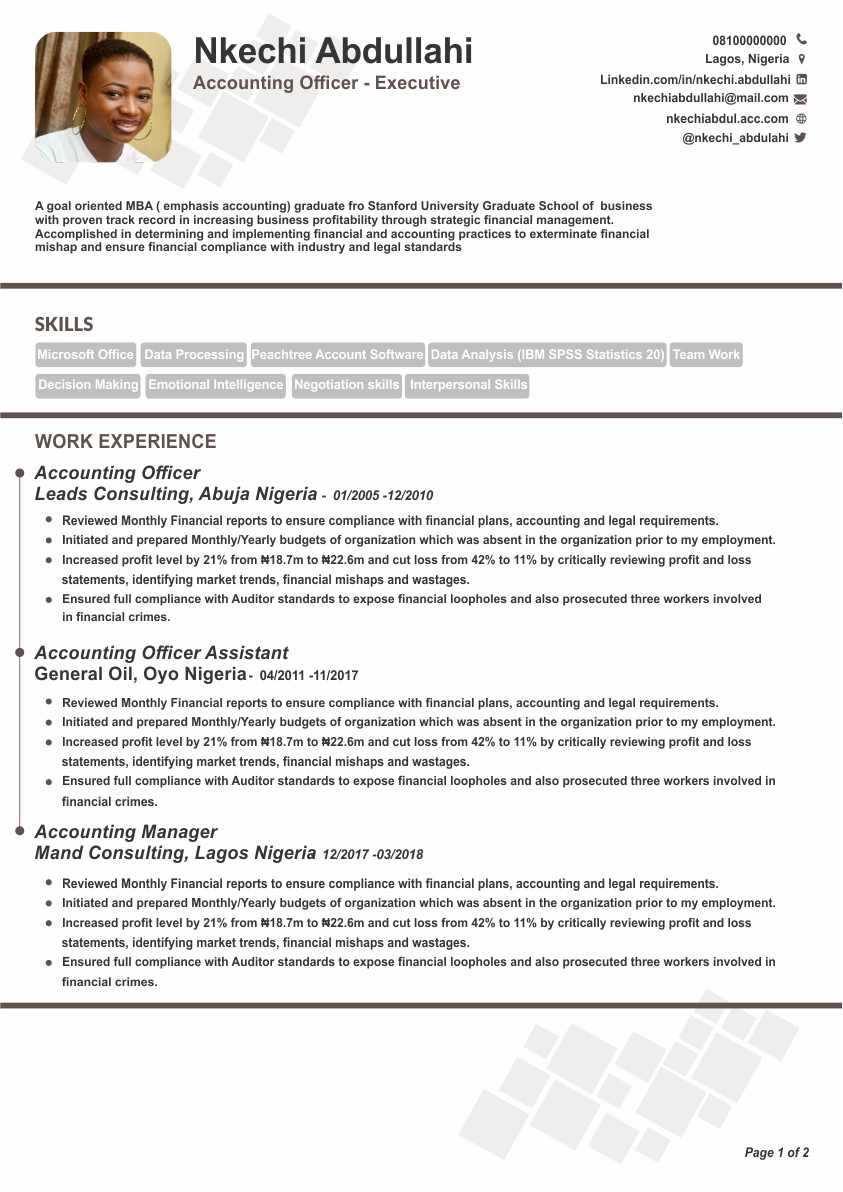 Nkechi Abdullahi
Accounting Officer - Executive
08100000000
Lagos, Nigeria
Linkedin.com/in/nkechi.abdullahi
nkechiabdullahi@mail.com
nkechiabdul.acc.com
@nkechi_abdulahi
A goal oriented MBA ( emphasis accounting) graduate fro Stanford University Graduate School of business
with proven track record in increasing business profitability through strategic financial management.
Accomplished in determining and implementing financial and accounting practices to exterminate financial
mishap and ensure financial compliance with industry and legal standards
SKILLS
Microsoft Office Data Processing Peachtree Account Software Data Analysis (IBM SPSS Statistics 20) Team Work
Decision Making Emotional Intelligence Negotiation skills Interpersonal Skills
WORK EXPERIENCE
Accounting Officer
Leads Consulting, Abuja Nigeria - 01/2005 -12/2010
Reviewed Monthly Financial reports to ensure compliance with financial plans, accounting and legal requirements.
Initiated and prepared Monthly/Yearly budgets of organization which was absent in the organization prior to my employment.
Increased profit level by 21% from ₦18.7m to ₦22.6m and cut loss from 42% to 11% by critically reviewing profit and loss
statements, identifying market trends, financial mishaps and wastages.
Ensured full compliance with Auditor standards to expose financial loopholes and also prosecuted three workers involved
in financial crimes.
Accounting Officer Assistant
General Oil, Oyo Nigeria - 04/2011 -11/2017
Reviewed Monthly Financial reports to ensure compliance with financial plans, accounting and legal requirements.
Initiated and prepared Monthly/Yearly budgets of organization which was absent in the organization prior to my employment.
Increased profit level by 21% from ₦18.7m to ₦22.6m and cut loss from 42% to 11% by critically reviewing profit and loss
statements, identifying market trends, financial mishaps and wastages.
Ensured full compliance with Auditor standards to expose financial loopholes and also prosecuted three workers involved in
financial crimes.
Accounting Manager
Mand Consulting, Lagos Nigeria 12/2017 -03/2018
Reviewed Monthly Financial reports to ensure compliance with financial plans, accounting and legal requirements.
Initiated and prepared Monthly/Yearly budgets of organization which was absent in the organization prior to my employment.
Increased profit level by 21% from ₦18.7m to ₦22.6m and cut loss from 42% to 11% by critically reviewing profit and loss
statements, identifying market trends, financial mishaps and wastages.
Ensured full compliance with Auditor standards to expose financial loopholes and also prosecuted three workers involved in
financial crimes.
Page 1 of 2